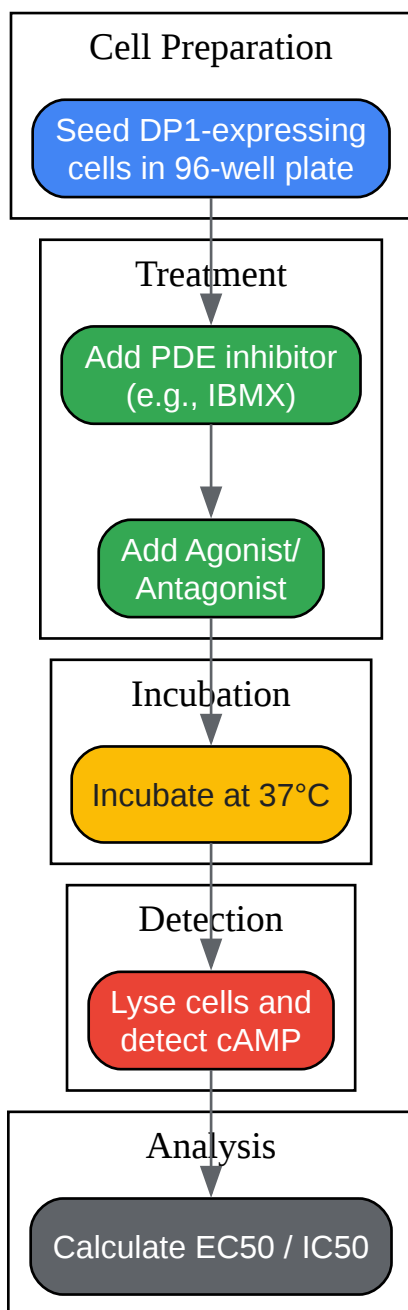 Cell Preparation
Seed DP1-expressing
cells in 96-well plate
Treatment
Add PDE inhibitor
(e.g., IBMX)
Add Agonist/
Antagonist
Incubation
Incubate at 37°C
Detection
Lyse cells and
detect cAMP
Analysis
Calculate EC50 / IC50